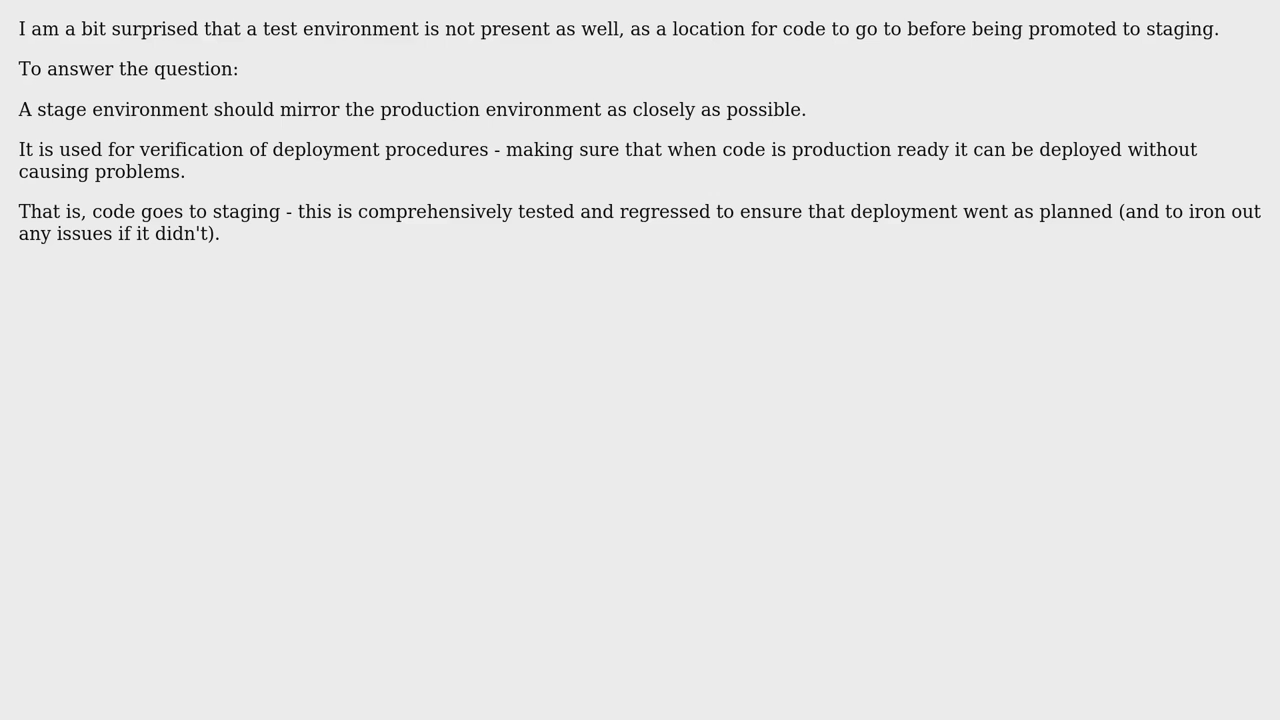 I am a bit surprised that a test environment is not present as well, as a location for code to go to before being promoted to staging.
To answer the question:
A stage environment should mirror the production environment as closely as possible.
It is used for verification of deployment procedures - making sure that when code is production ready it can be deployed without
causing problems.
That is, code goes to staging - this is comprehensively tested and regressed to ensure that deployment went as planned (and to iron out
any issues if it didn't).